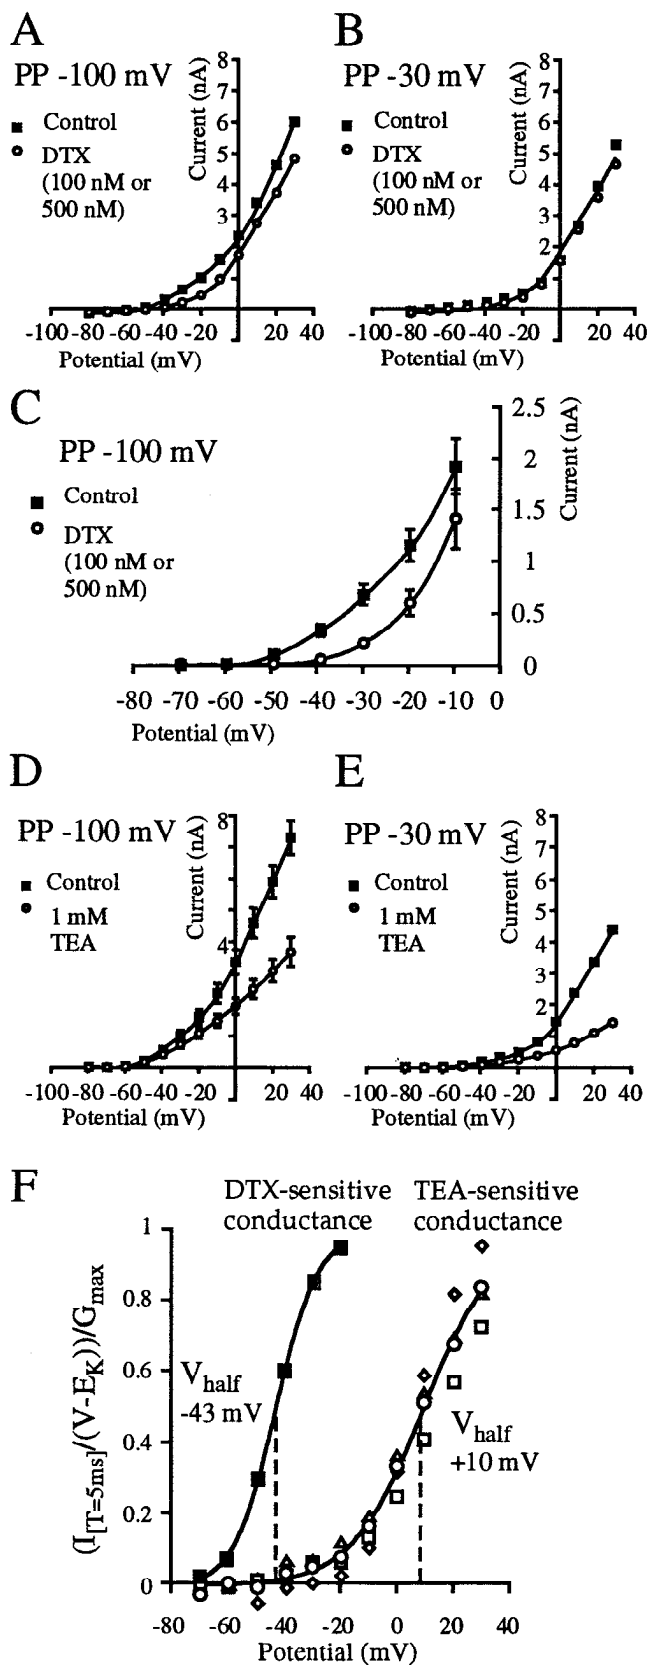 A
PP -100 mV
Control
DTX
(100 nM or
500 nM)
Current (nA)
8
7
6
5
4
3
-100 -80 -60 -40 -20 0 20 40
Potential (mV)
B
PP -30 mV
Control
DTX
(100 nM or
500 nM)
Current (nA)
8
7
6
5
4
3
2
-100 -80 -60 -40 -20 0 20 40
Potential (mV)
C
PP -100 mV
Control
DTX
(100 nM or
500 nM)
Current (nA)
2.5
2
1.5
1
0.5
0
-80 -70 -60 -50 -40 -30 -20 -10 0
Potential (mV)
D
PP -100 mV
Control
1 mM
TEA
Current (nA)
8
4
-100 -80 -60 -40 -20 0 20 40
Potential (mV)
E
PP -30 mV
Control
1 mM
TEA
Current (nA)
8
7
6
5
4
3
2
-100 -80 -60 -40 -20 0 20 40
Potential (mV)
F
DTX-sensitive
conductance
TEA-sensitive
conductance
(I[T=5ms]/(V-EK))/Gmax
1
0.8
0.6
0.4
0.2
0
Vhalf
-43 mV
Vhalf
+10 mV
-80 -60 -40 -20 0 20 40
Potential (mV)